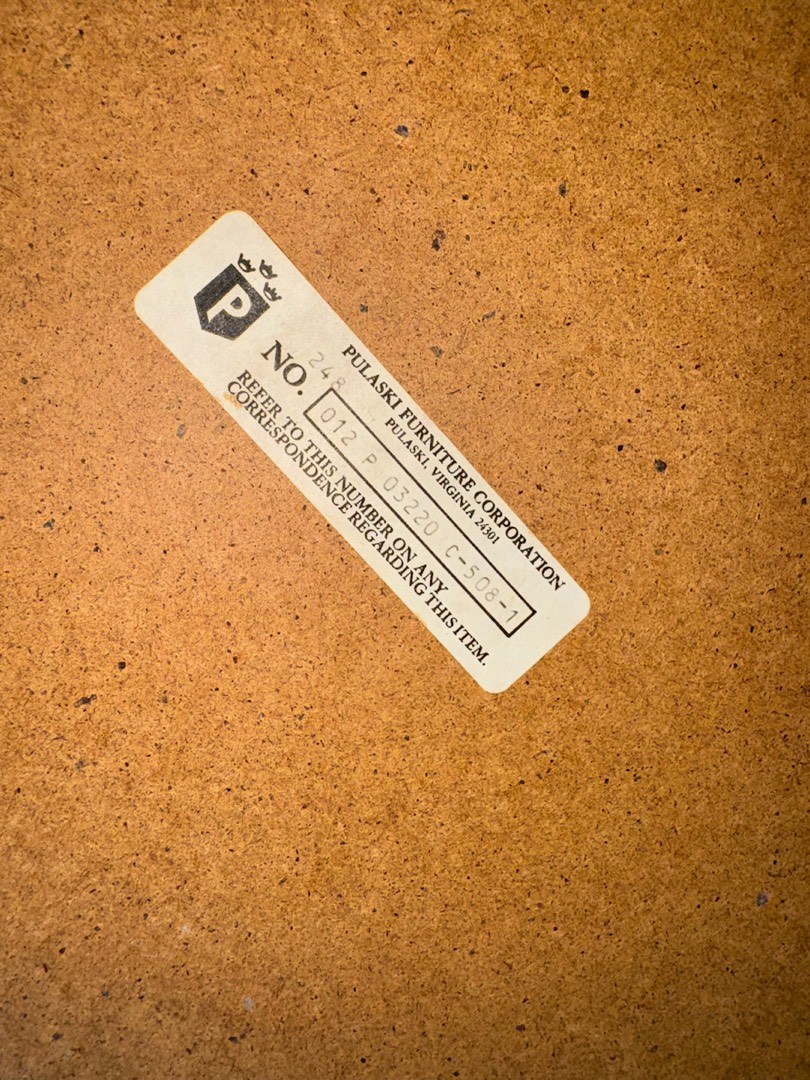 P
PULASKI FURNITURE CORPORATION
PULASKI, VIRGINIA 24301
248
NO. 012 P 03220 C-508-1
REFER TO THIS NUMBER ON ANY
CORRESPONDENCE REGARDING THIS ITEM.